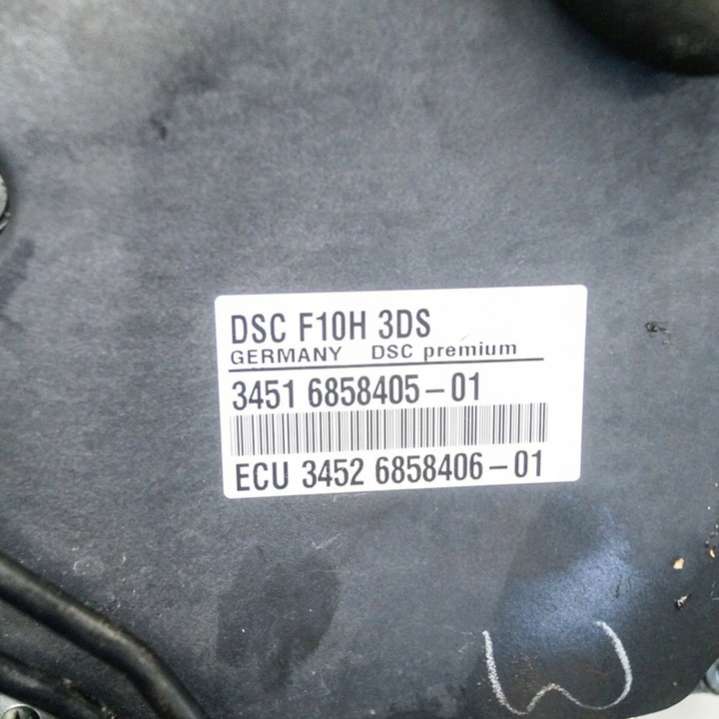 DSC F10H 3DS
GERMANY DSC premium
3451 6858405-01
ECU 3452 6858406-01